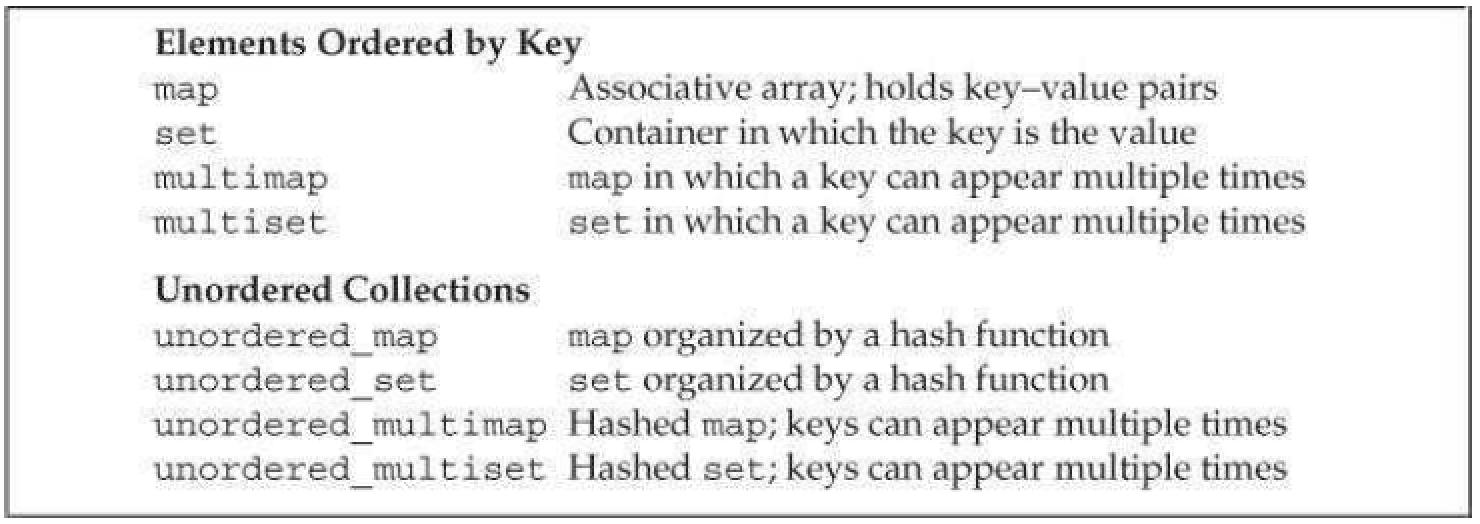 Elements Ordered by Key
map Associative array; holds key–value pairs
set Container in which the key is the value
multimap map in which a key can appear multiple times
multiset set in which a key can appear multiple times
Unordered Collections
unordered_map map organized by a hash function
unordered_set set organized by a hash function
unordered_multimap Hashed map; keys can appear multiple times
unordered_multiset Hashed set; keys can appear multiple times